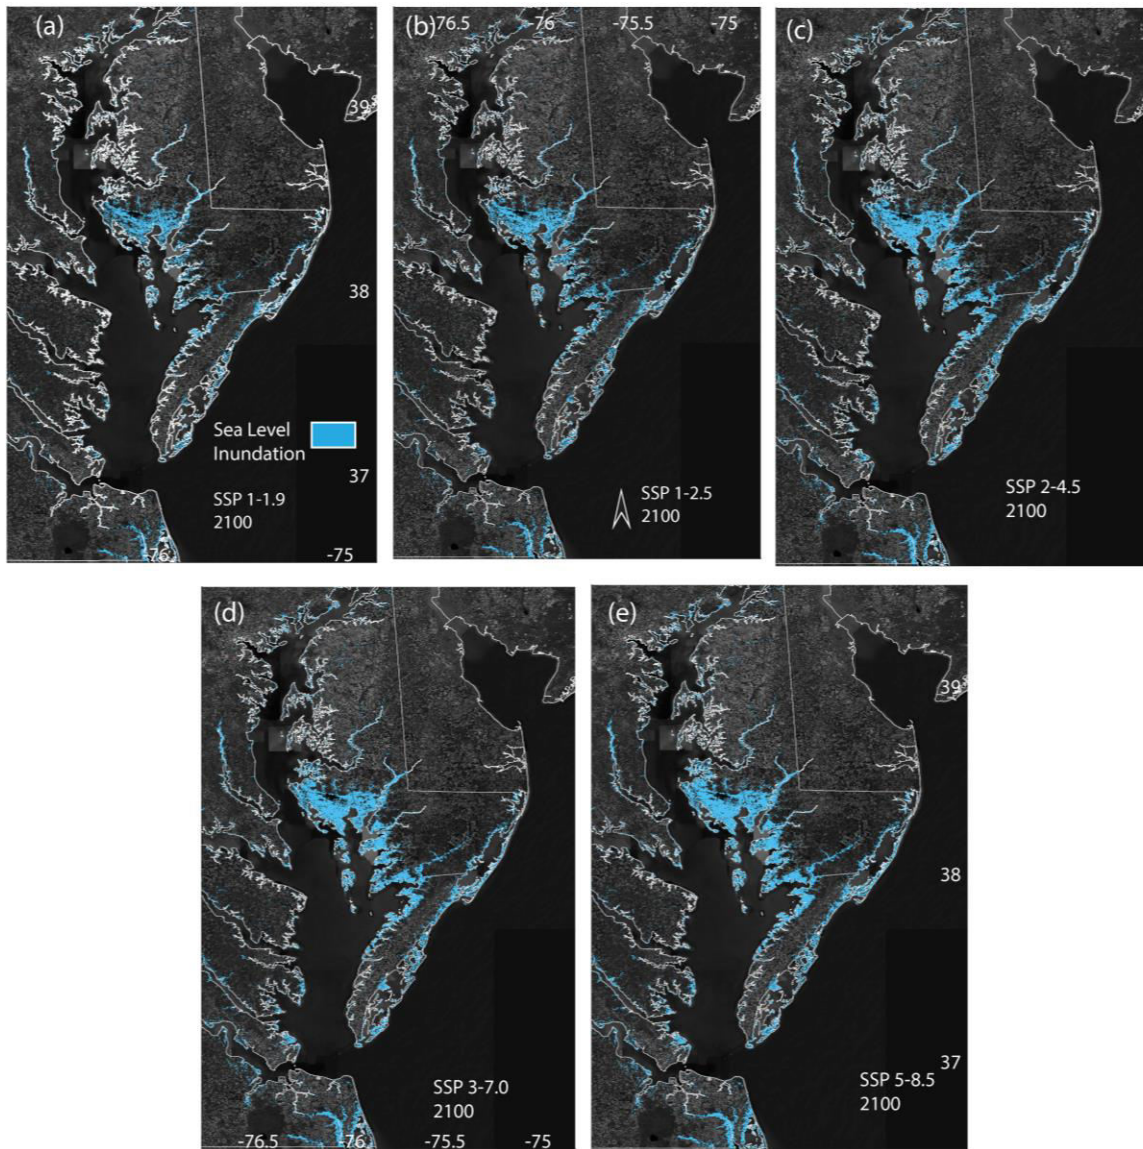 (a)
39
38
Sea Level
Inundation
37
SSP 1-1.9
2100
-76
-75
(b)
-76.5
-76
-75.5
-75
SSP 1-2.5
2100
(c)
SSP 2-4.5
2100
(d)
SSP 3-7.0
2100
-76.5
-76
-75.5
-75
(e)
39
38
37
SSP 5-8.5
2100